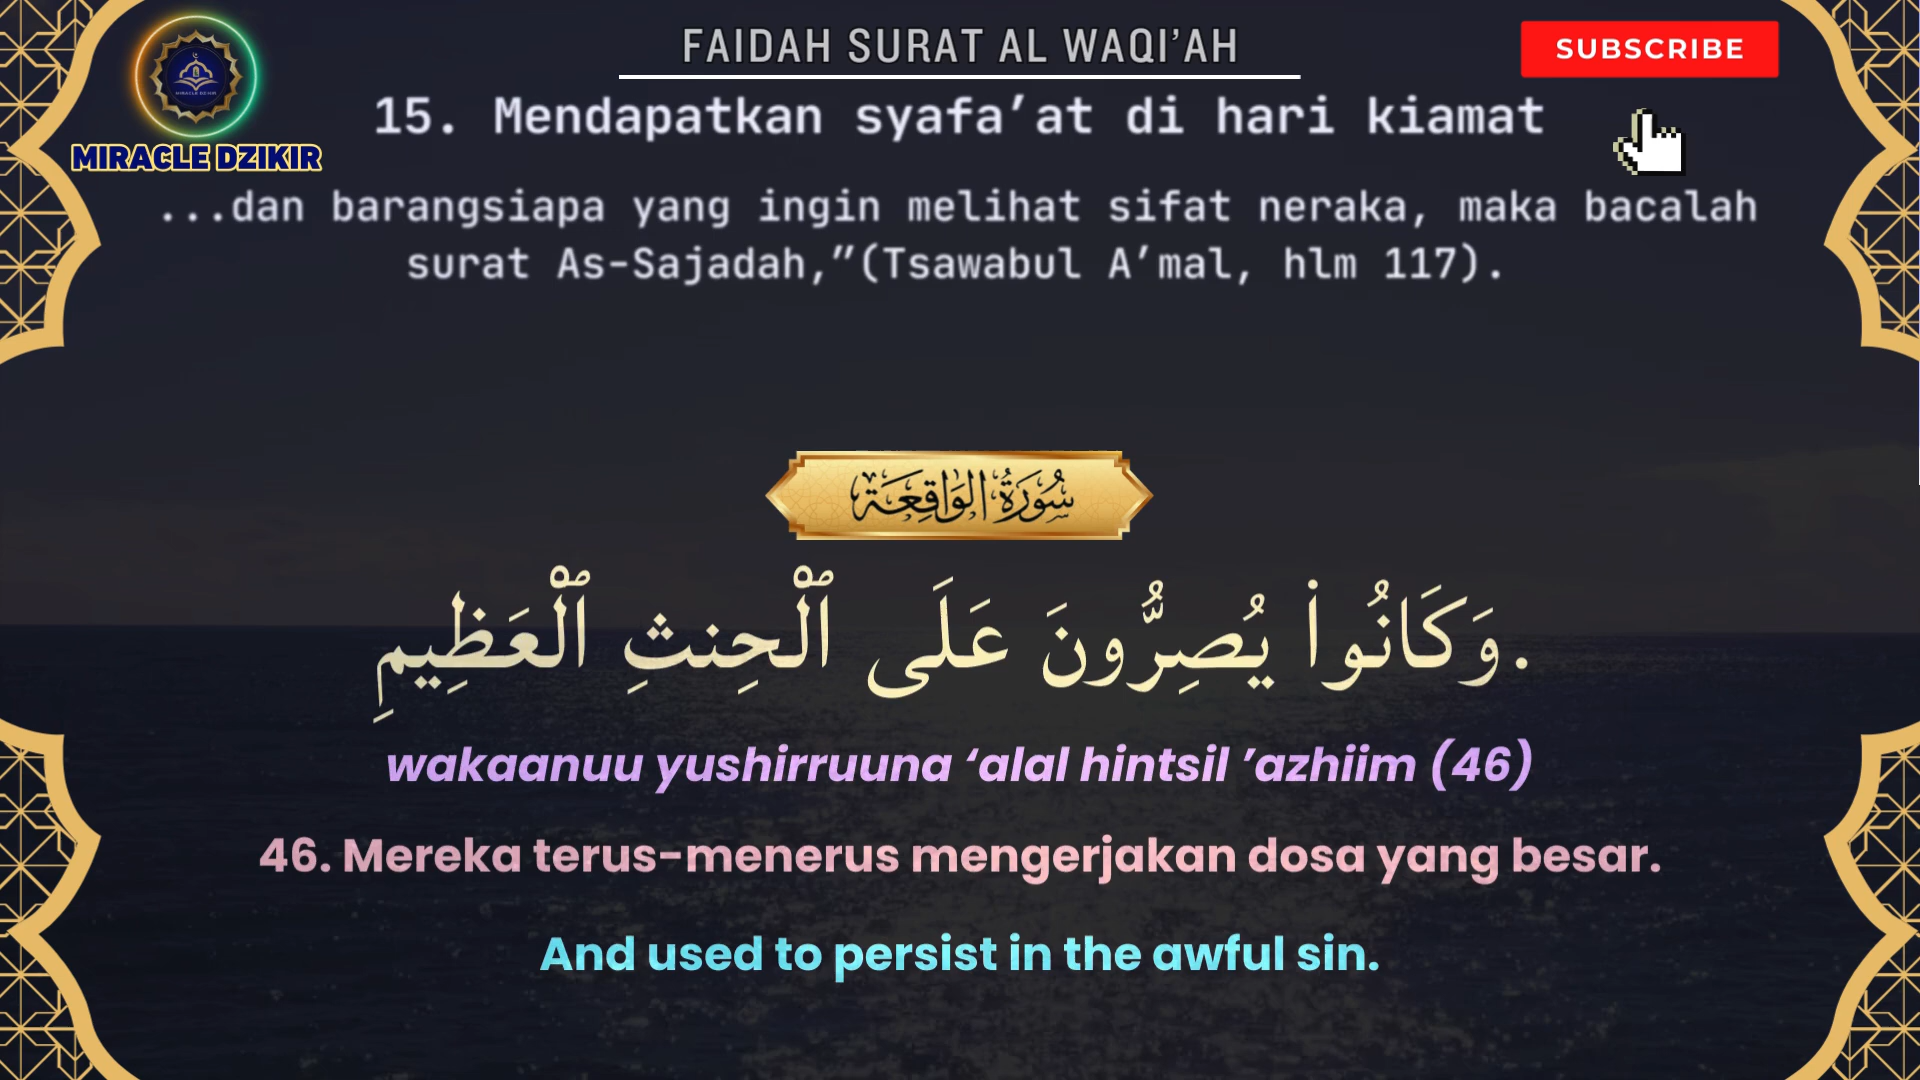 FAIDAH SURAT AL WAQI’AH
SUBSCRIBE
15. Mendapatkan syafa’at di hari kiamat
MIRACLE DZIKIR
...dan barangsiapa yang ingin melihat sifat neraka, maka bacalah
surat As-Sajadah,”(Tsawabul A’mal, hlm 117).
سُورَةُ الوَاقِعَة
.وَكَانُوا۟ يُصِرُّونَ عَلَى ٱلْحِنثِ ٱلْعَظِيمِ
wakaanuu yushirruuna ‘alal hintsil ’azhiim (46)
46. Mereka terus-menerus mengerjakan dosa yang besar.
And used to persist in the awful sin.